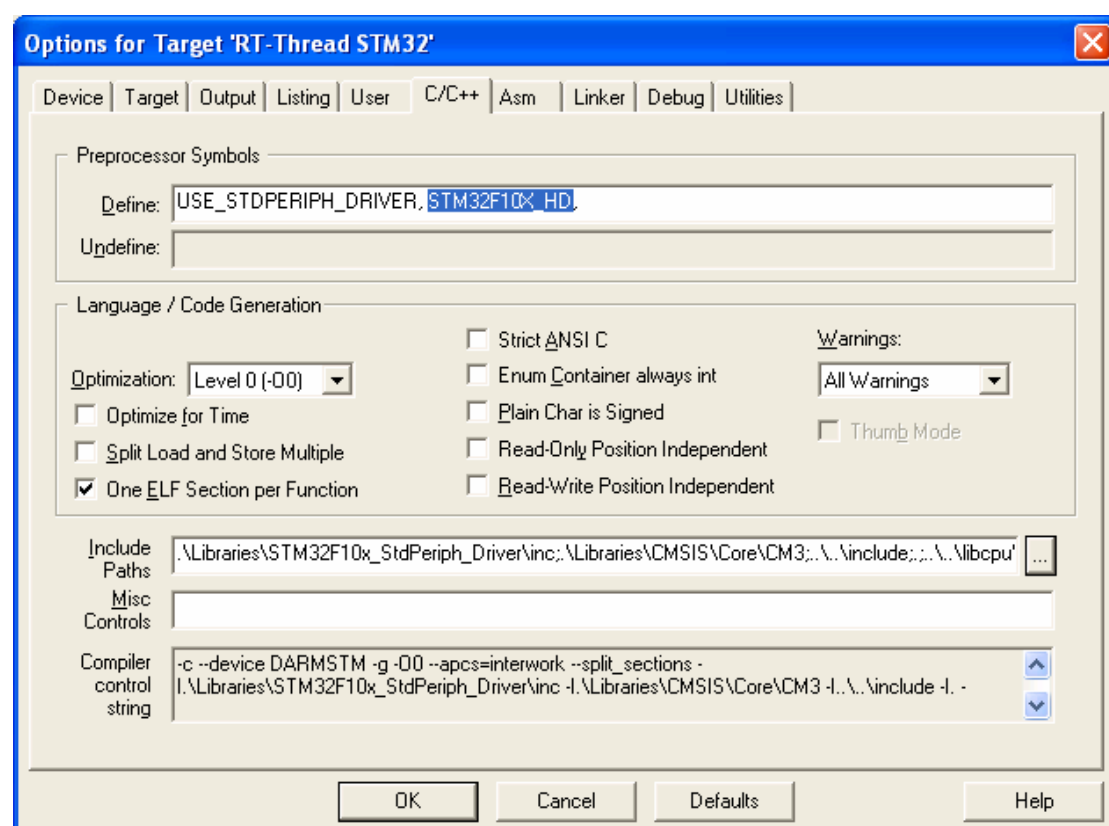 Options for Target 'RT-Thread STM32'
Device Target Output Listing User C/C++ Asm Linker Debug Utilities
Preprocessor Symbols
Define: USE_STDPERIPH_DRIVER, STM32F10X_HD,
Undefine:
Language / Code Generation
Strict ANSI C Warnings:
Optimization: Level 0 (-O0) Enum Container always int All Warnings
Optimize for Time Plain Char is Signed Thumb Mode
Split Load and Store Multiple Read-Only Position Independent
One ELF Section per Function Read-Write Position Independent
Include Paths .\Libraries\STM32F10x_StdPeriph_Driver\inc;.\Libraries\CMSIS\Core\CM3;..\..\include;.;..\..\libcpu\ ...
Misc Controls
Compiler control string -c --device DARMSTM -g -O0 --apcs=interwork --split_sections -
I.\Libraries\STM32F10x_StdPeriph_Driver\inc -I.\Libraries\CMSIS\Core\CM3 -I..\..\include -I. -
OK Cancel Defaults Help